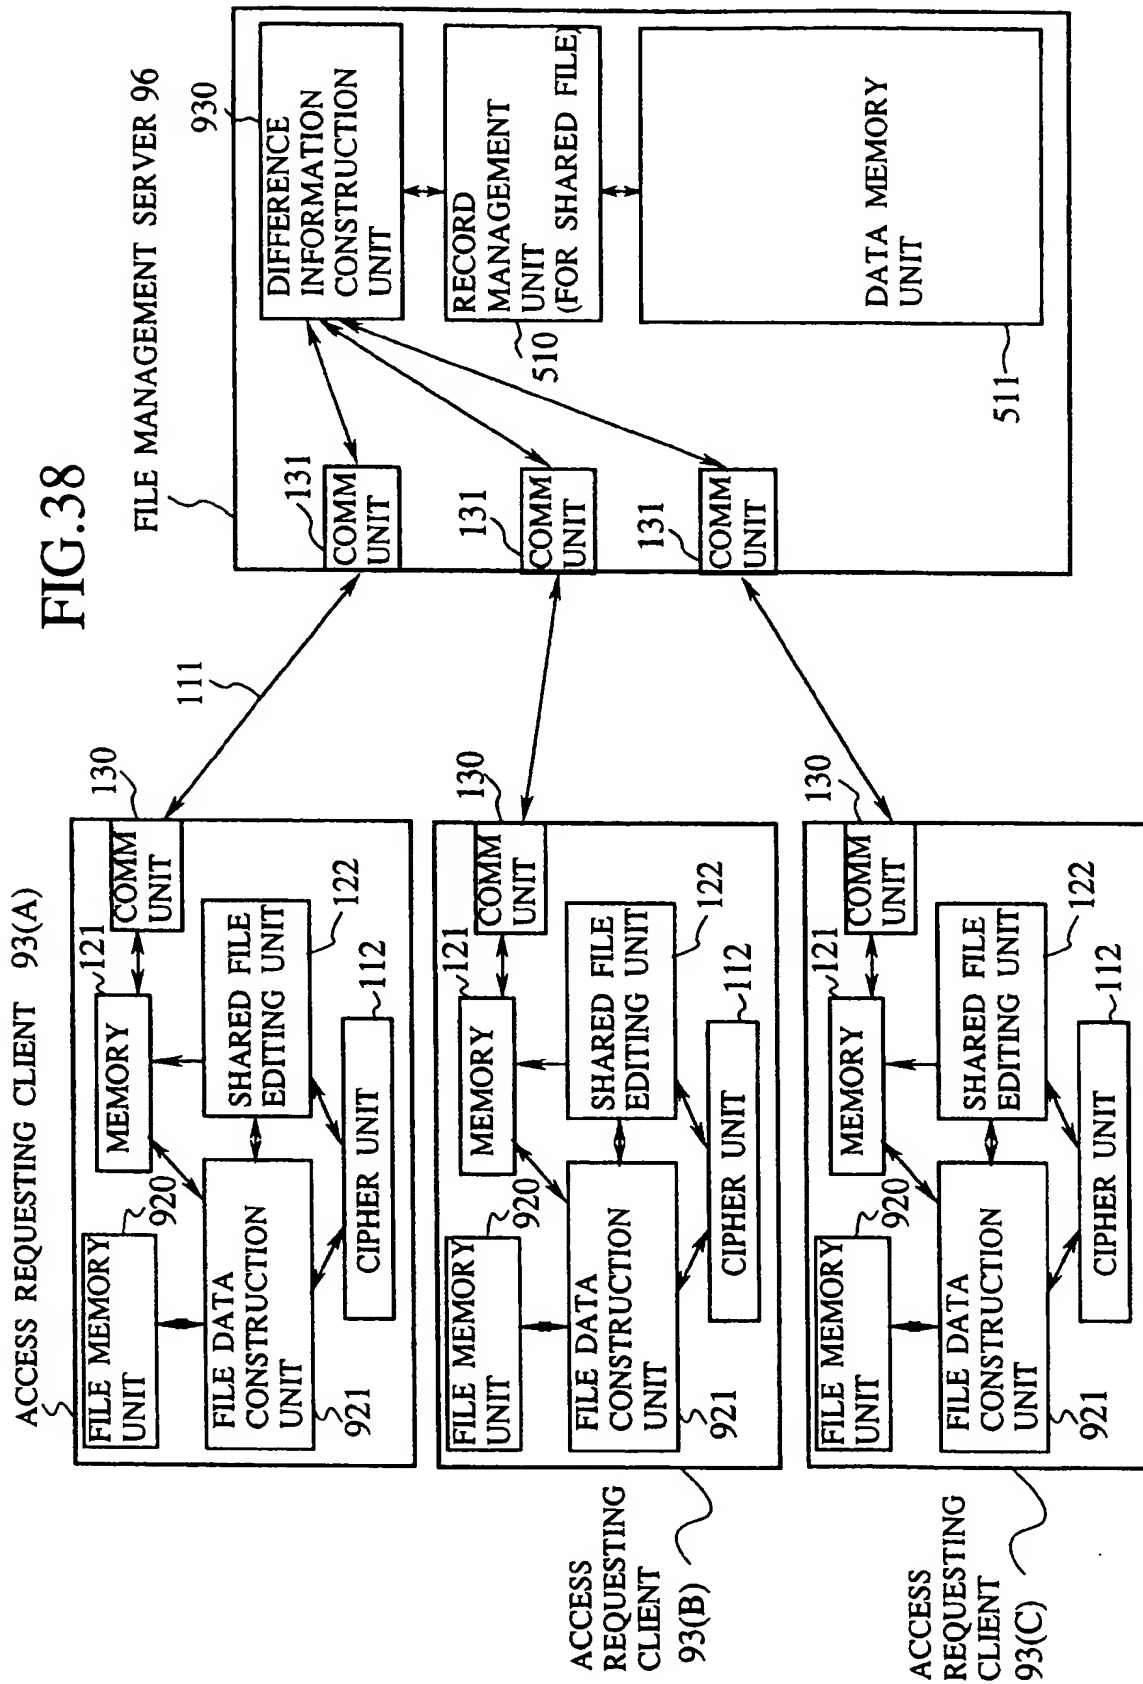 FIG.38
ACCESS REQUESTING CLIENT 93(A)
FILE MEMORY
UNIT
920
MEMORY
121
COMM
UNIT
130
FILE DATA
CONSTRUCTION
UNIT
921
SHARED FILE
EDITING UNIT
122
CIPHER UNIT
112
111
ACCESS
REQUESTING
CLIENT
93(B)
FILE MEMORY
UNIT
920
MEMORY
121
COMM
UNIT
130
FILE DATA
CONSTRUCTION
UNIT
921
SHARED FILE
EDITING UNIT
122
CIPHER UNIT
112
ACCESS
REQUESTING
CLIENT
93(C)
FILE MEMORY
UNIT
920
MEMORY
121
COMM
UNIT
130
FILE DATA
CONSTRUCTION
UNIT
921
SHARED FILE
EDITING UNIT
122
CIPHER UNIT
112
FILE MANAGEMENT SERVER 96
131
COMM
UNIT
131
COMM
UNIT
131
COMM
UNIT
930
DIFFERENCE
INFORMATION
CONSTRUCTION
UNIT
RECORD
MANAGEMENT
UNIT
(FOR SHARED FILE)
510
DATA MEMORY
UNIT
511